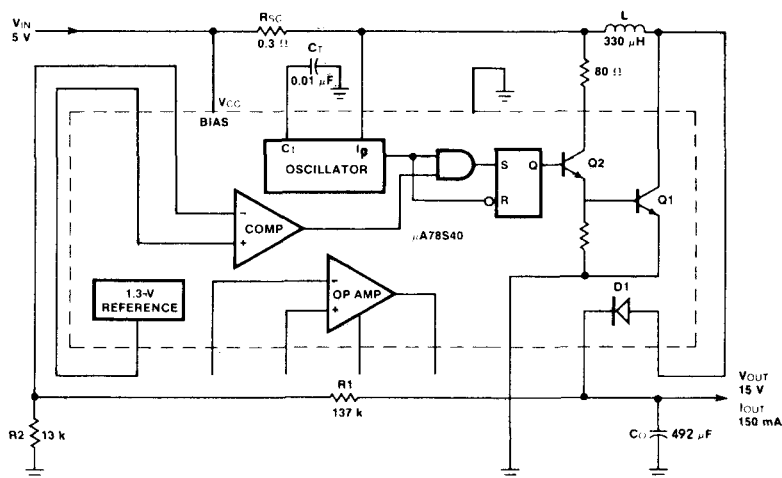 VIN
5 V
RSC
0.3 Ω
CT
0.01 μF
L
330 μH
80 Ω
VCC
BIAS
CT
Ip
OSCILLATOR
S
Q
R
Q2
Q1
COMP
−
+
μA78S40
1.3-V
REFERENCE
−
+
OP AMP
D1
VOUT
15 V
IOUT
150 mA
R1
137 k
R2
13 k
CO
492 μF